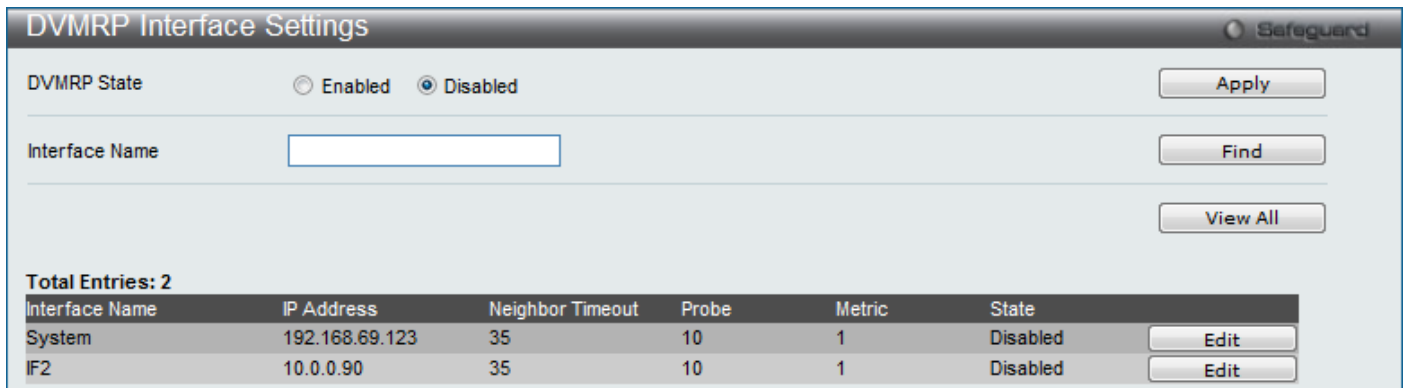 DVMRP Interface Settings Safeguard
DVMRP State Enabled Disabled Apply
Interface Name Find
View All
Total Entries: 2
Interface Name IP Address Neighbor Timeout Probe Metric State
System 192.168.69.123 35 10 1 Disabled Edit
IF2 10.0.0.90 35 10 1 Disabled Edit